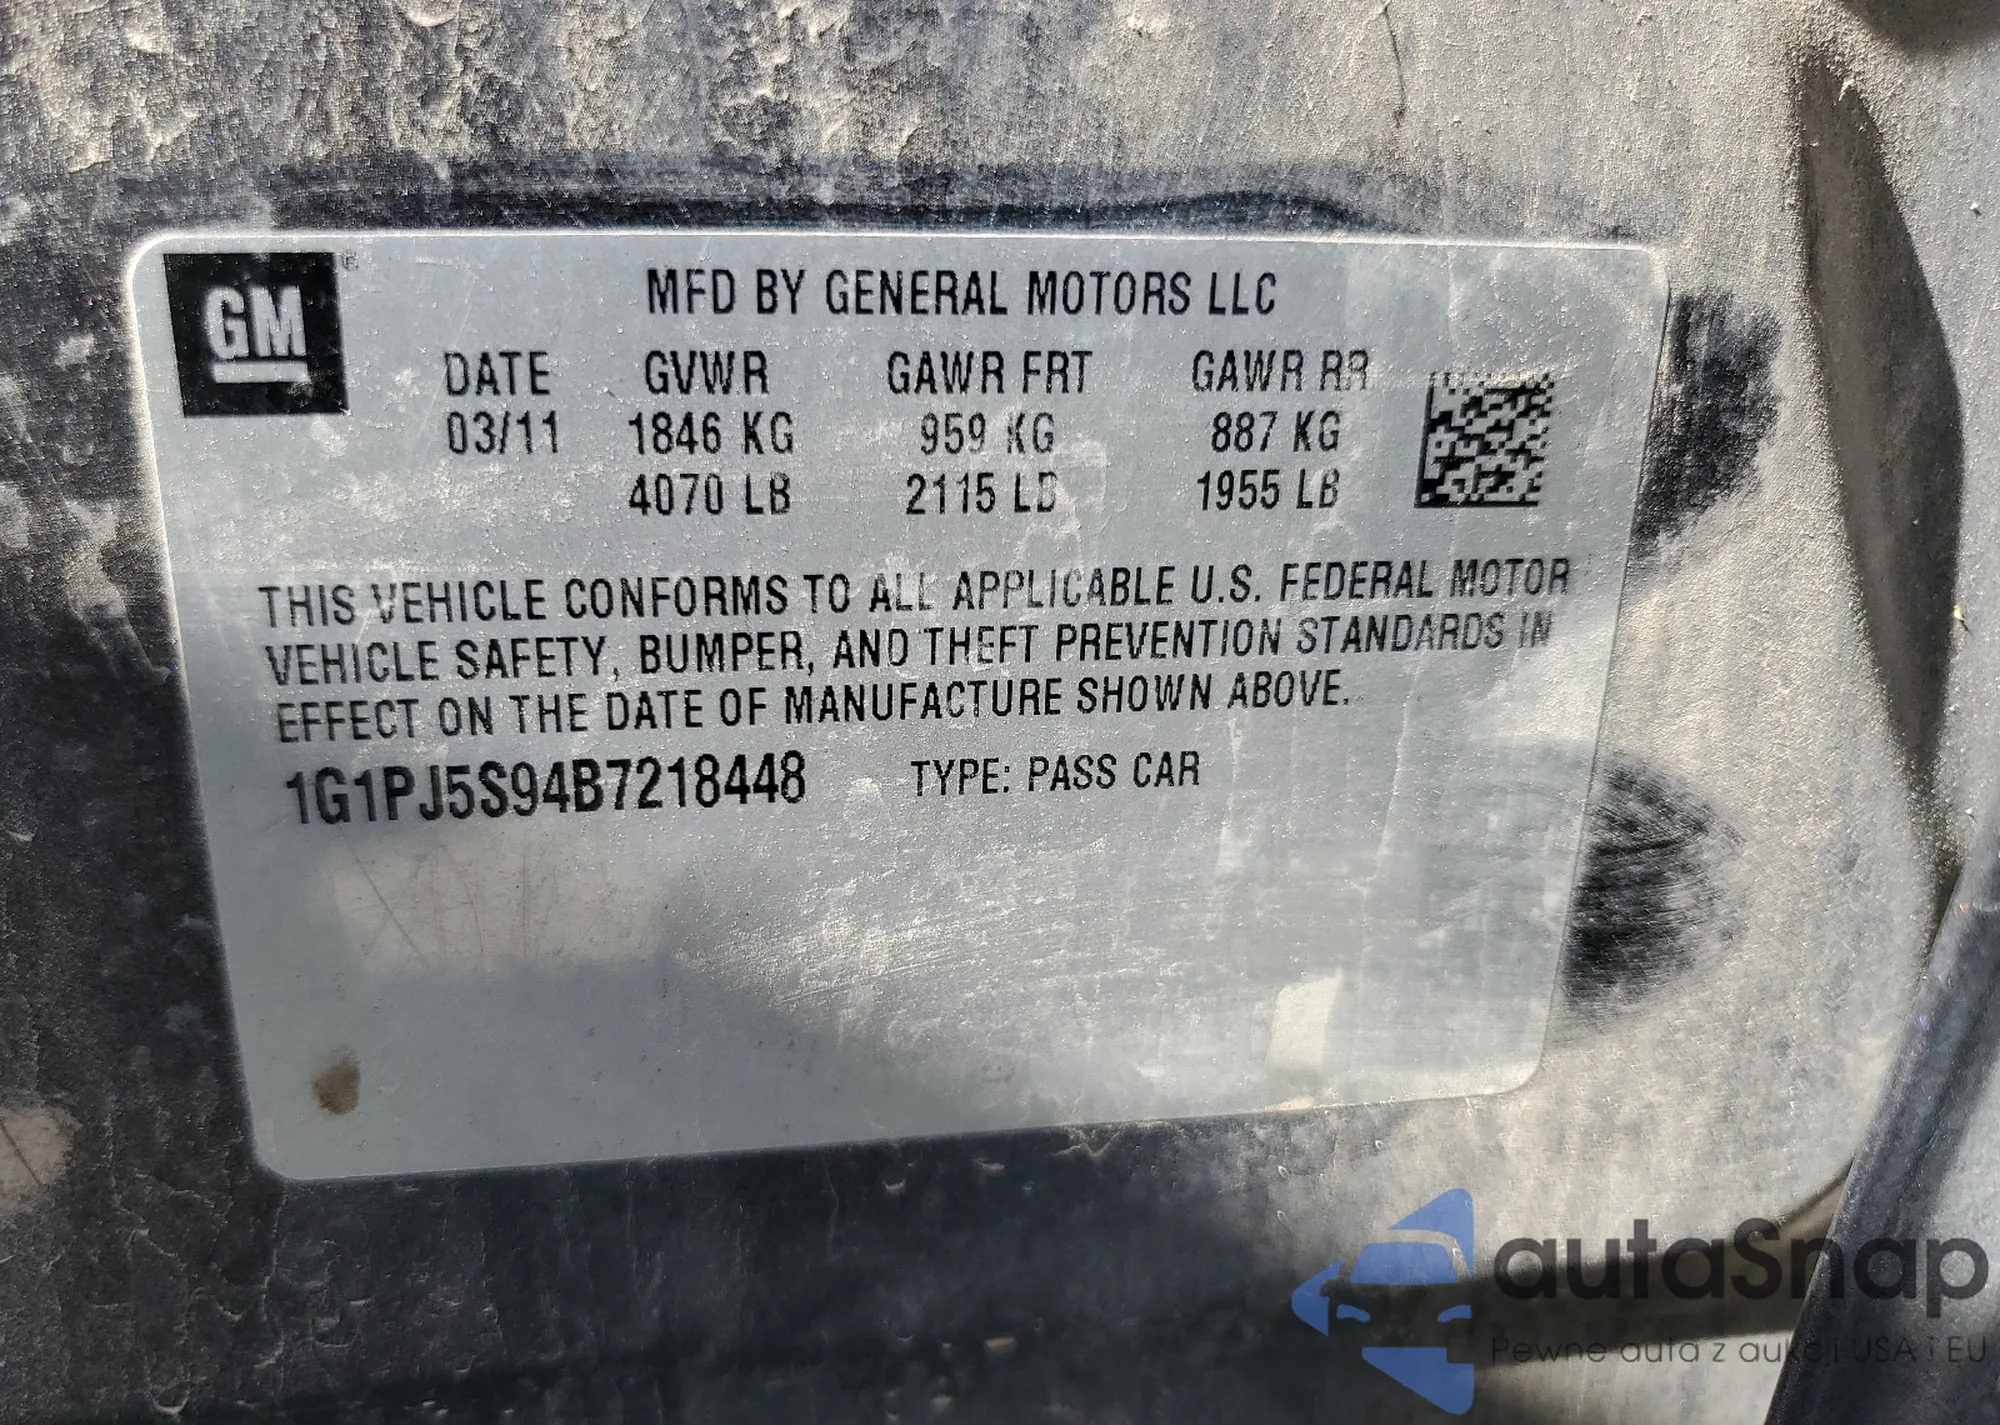 GM®
MFD BY GENERAL MOTORS LLC
DATE GVWR GAWR FRT GAWR RR
03/11 1846 KG 959 KG 887 KG
4070 LB 2115 LB 1955 LB
THIS VEHICLE CONFORMS TO ALL APPLICABLE U.S. FEDERAL MOTOR
VEHICLE SAFETY, BUMPER, AND THEFT PREVENTION STANDARDS IN
EFFECT ON THE DATE OF MANUFACTURE SHOWN ABOVE.
1G1PJ5S94B7218448 TYPE: PASS CAR
autaSnap
Pewne auta z aukcji USA i EU